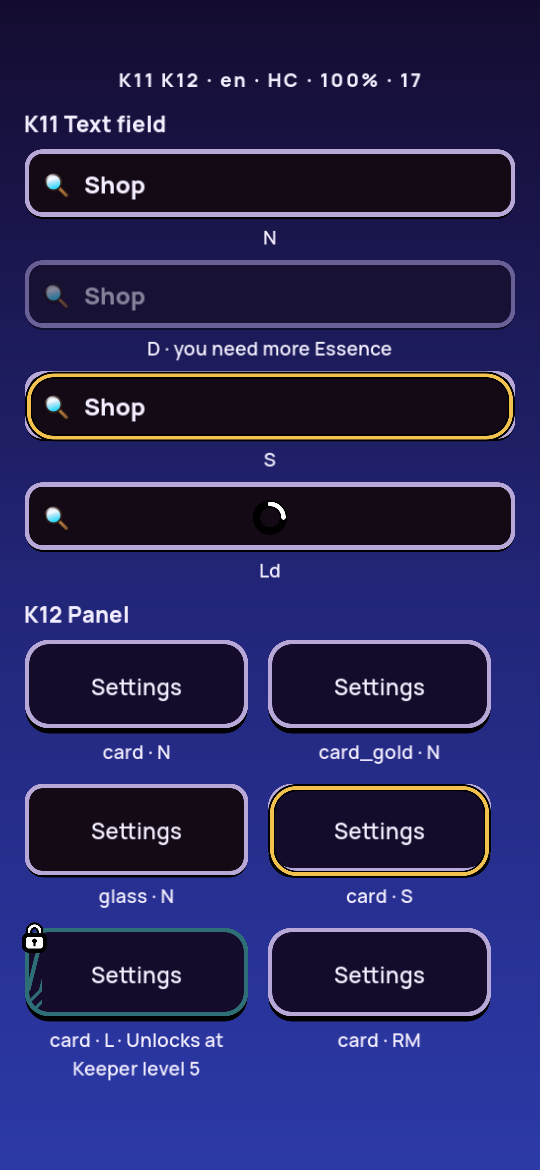 K11 K12 · en · HC · 100% · 17
K11 Text field
Shop
N
Shop
D · you need more Essence
Shop
S
Ld
K12 Panel
Settings
Settings
card · N
card_gold · N
Settings
Settings
glass · N
card · S
Settings
Settings
card · L · Unlocks at
Keeper level 5
card · RM